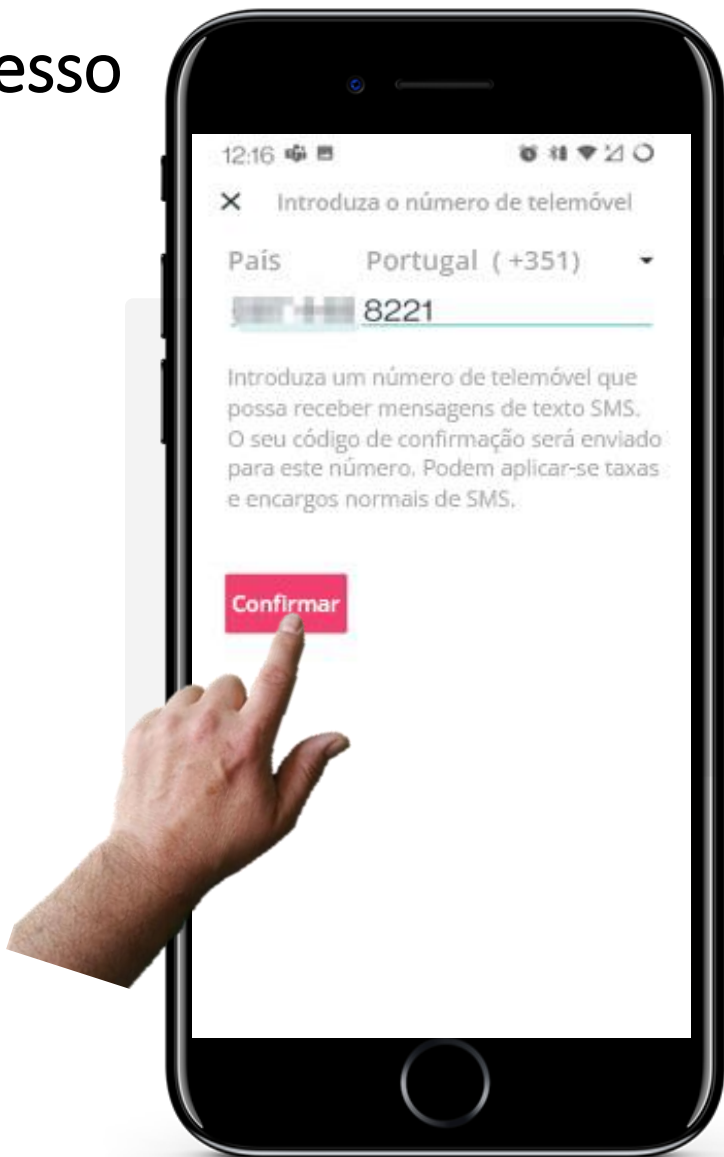 esso
12:16
Introduza o número de telemóvel
País Portugal ( +351)
8221
Introduza um número de telemóvel que
possa receber mensagens de texto SMS.
O seu código de confirmação será enviado
para este número. Podem aplicar-se taxas
e encargos normais de SMS.
Confirmar